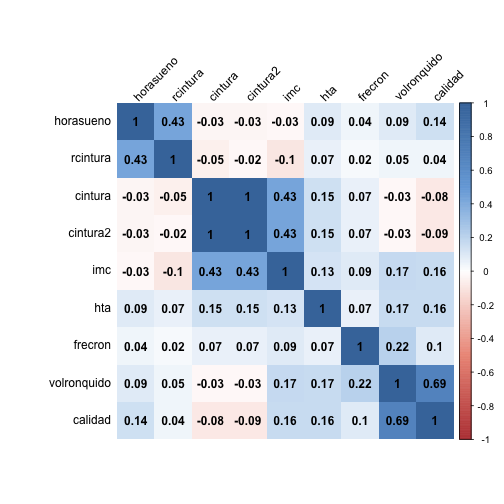 horasueno rcintura cintura cintura2 imc hta frecron volronquido calidad
horasueno 1 0.43 -0.03 -0.03 -0.03 0.09 0.04 0.09 0.14
rcintura 0.43 1 -0.05 -0.02 -0.1 0.07 0.02 0.05 0.04
cintura -0.03 -0.05 1 1 0.43 0.15 0.07 -0.03 -0.08
cintura2 -0.03 -0.02 1 1 0.43 0.15 0.07 -0.03 -0.09
imc -0.03 -0.1 0.43 0.43 1 0.13 0.09 0.17 0.16
hta 0.09 0.07 0.15 0.15 0.13 1 0.07 0.17 0.16
frecron 0.04 0.02 0.07 0.07 0.09 0.07 1 0.22 0.1
volronquido 0.09 0.05 -0.03 -0.03 0.17 0.17 0.22 1 0.69
calidad 0.14 0.04 -0.08 -0.09 0.16 0.16 0.1 0.69 1
1
0.8
0.6
0.4
0.2
0
-0.2
-0.4
-0.6
-0.8
-1